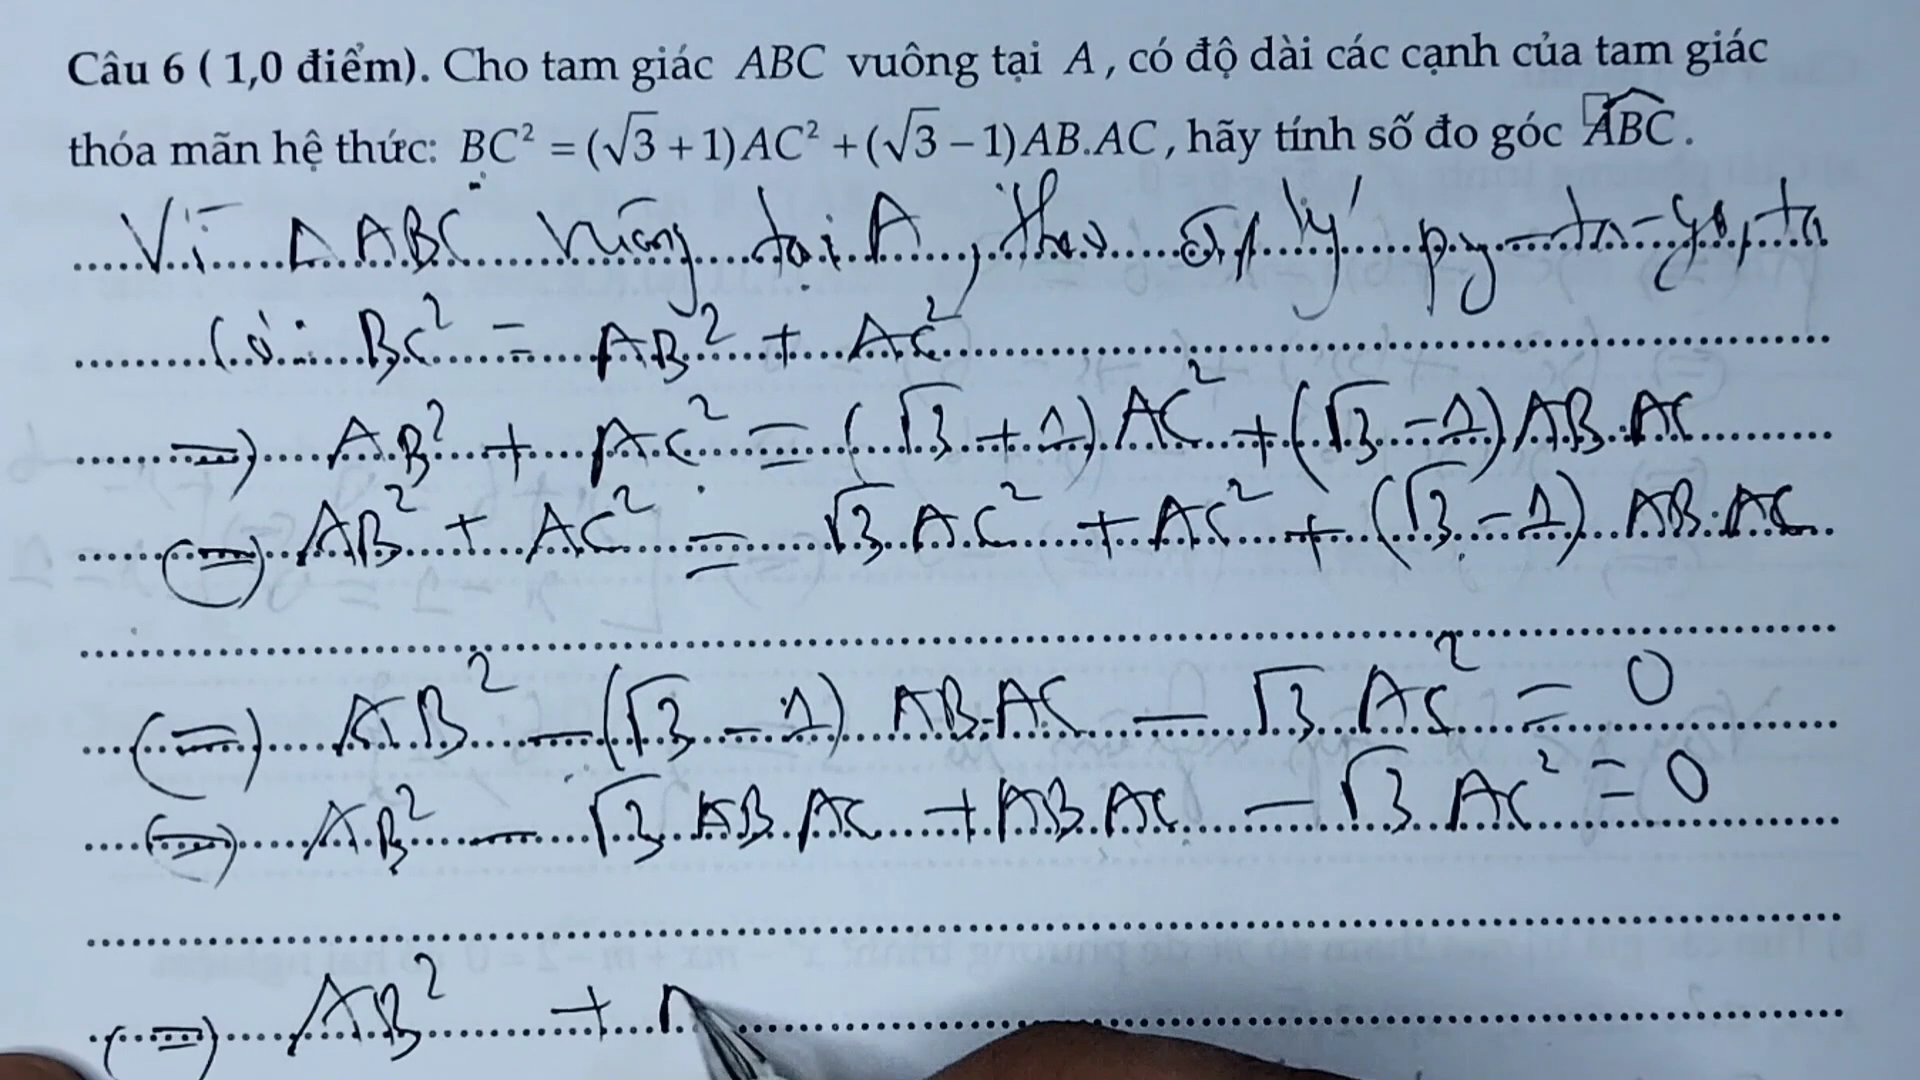 Câu 6 ( 1,0 điểm). Cho tam giác ABC vuông tại A, có độ dài các cạnh của tam giác
thỏa mãn hệ thức: BC² = (√3+1)AC² + (√3−1)AB.AC, hãy tính số đo góc ABC.
Vì Δ ABC vuông tại A, theo đ/lý py-ta-go, ta
có: BC² = AB² + AC²
=> AB² + AC² = (√3+1)AC² + (√3-1)AB.AC
(=) AB² + AC² = √3 AC² + AC² + (√3-1) AB.AC
(=) AB² - (√3-1) AB.AC - √3 AC² = 0
(=) AB² - √3 AB.AC + AB.AC - √3 AC² = 0
(=) AB² +